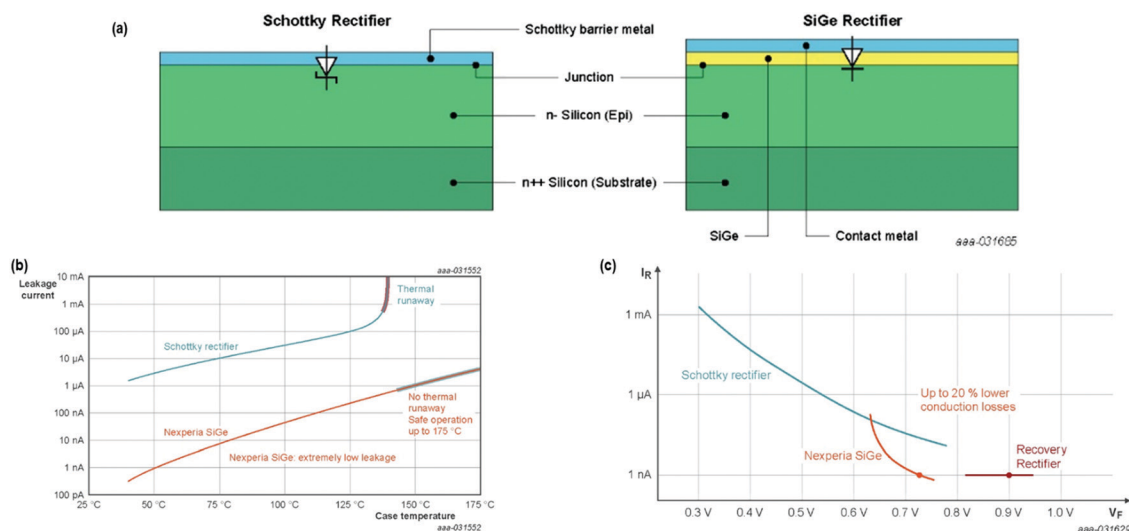 (a)
Schottky Rectifier
SiGe Rectifier
Schottky barrier metal
Junction
n- Silicon (Epi)
n++ Silicon (Substrate)
SiGe
Contact metal
aaa-031685
(b)
aaa-031552
Leakage
current
10 mA
1 mA
100 µA
10 µA
1 µA
100 nA
10 nA
1 nA
100 pA
Thermal
runaway
Schottky rectifier
No thermal
runaway
Safe operation
up to 175 °C
Nexperia SiGe
Nexperia SiGe: extremely low leakage
25 °C
50 °C
75 °C
100 °C
125 °C
150 °C
175 °C
Case temperature
aaa-031552
(c)
IR
1 mA
1 µA
1 nA
Schottky rectifier
Up to 20 % lower
conduction losses
Nexperia SiGe
Recovery
Rectifier
0.3 V
0.4 V
0.5 V
0.6 V
0.7 V
0.8 V
0.9 V
1.0 V
VF
aaa-031629